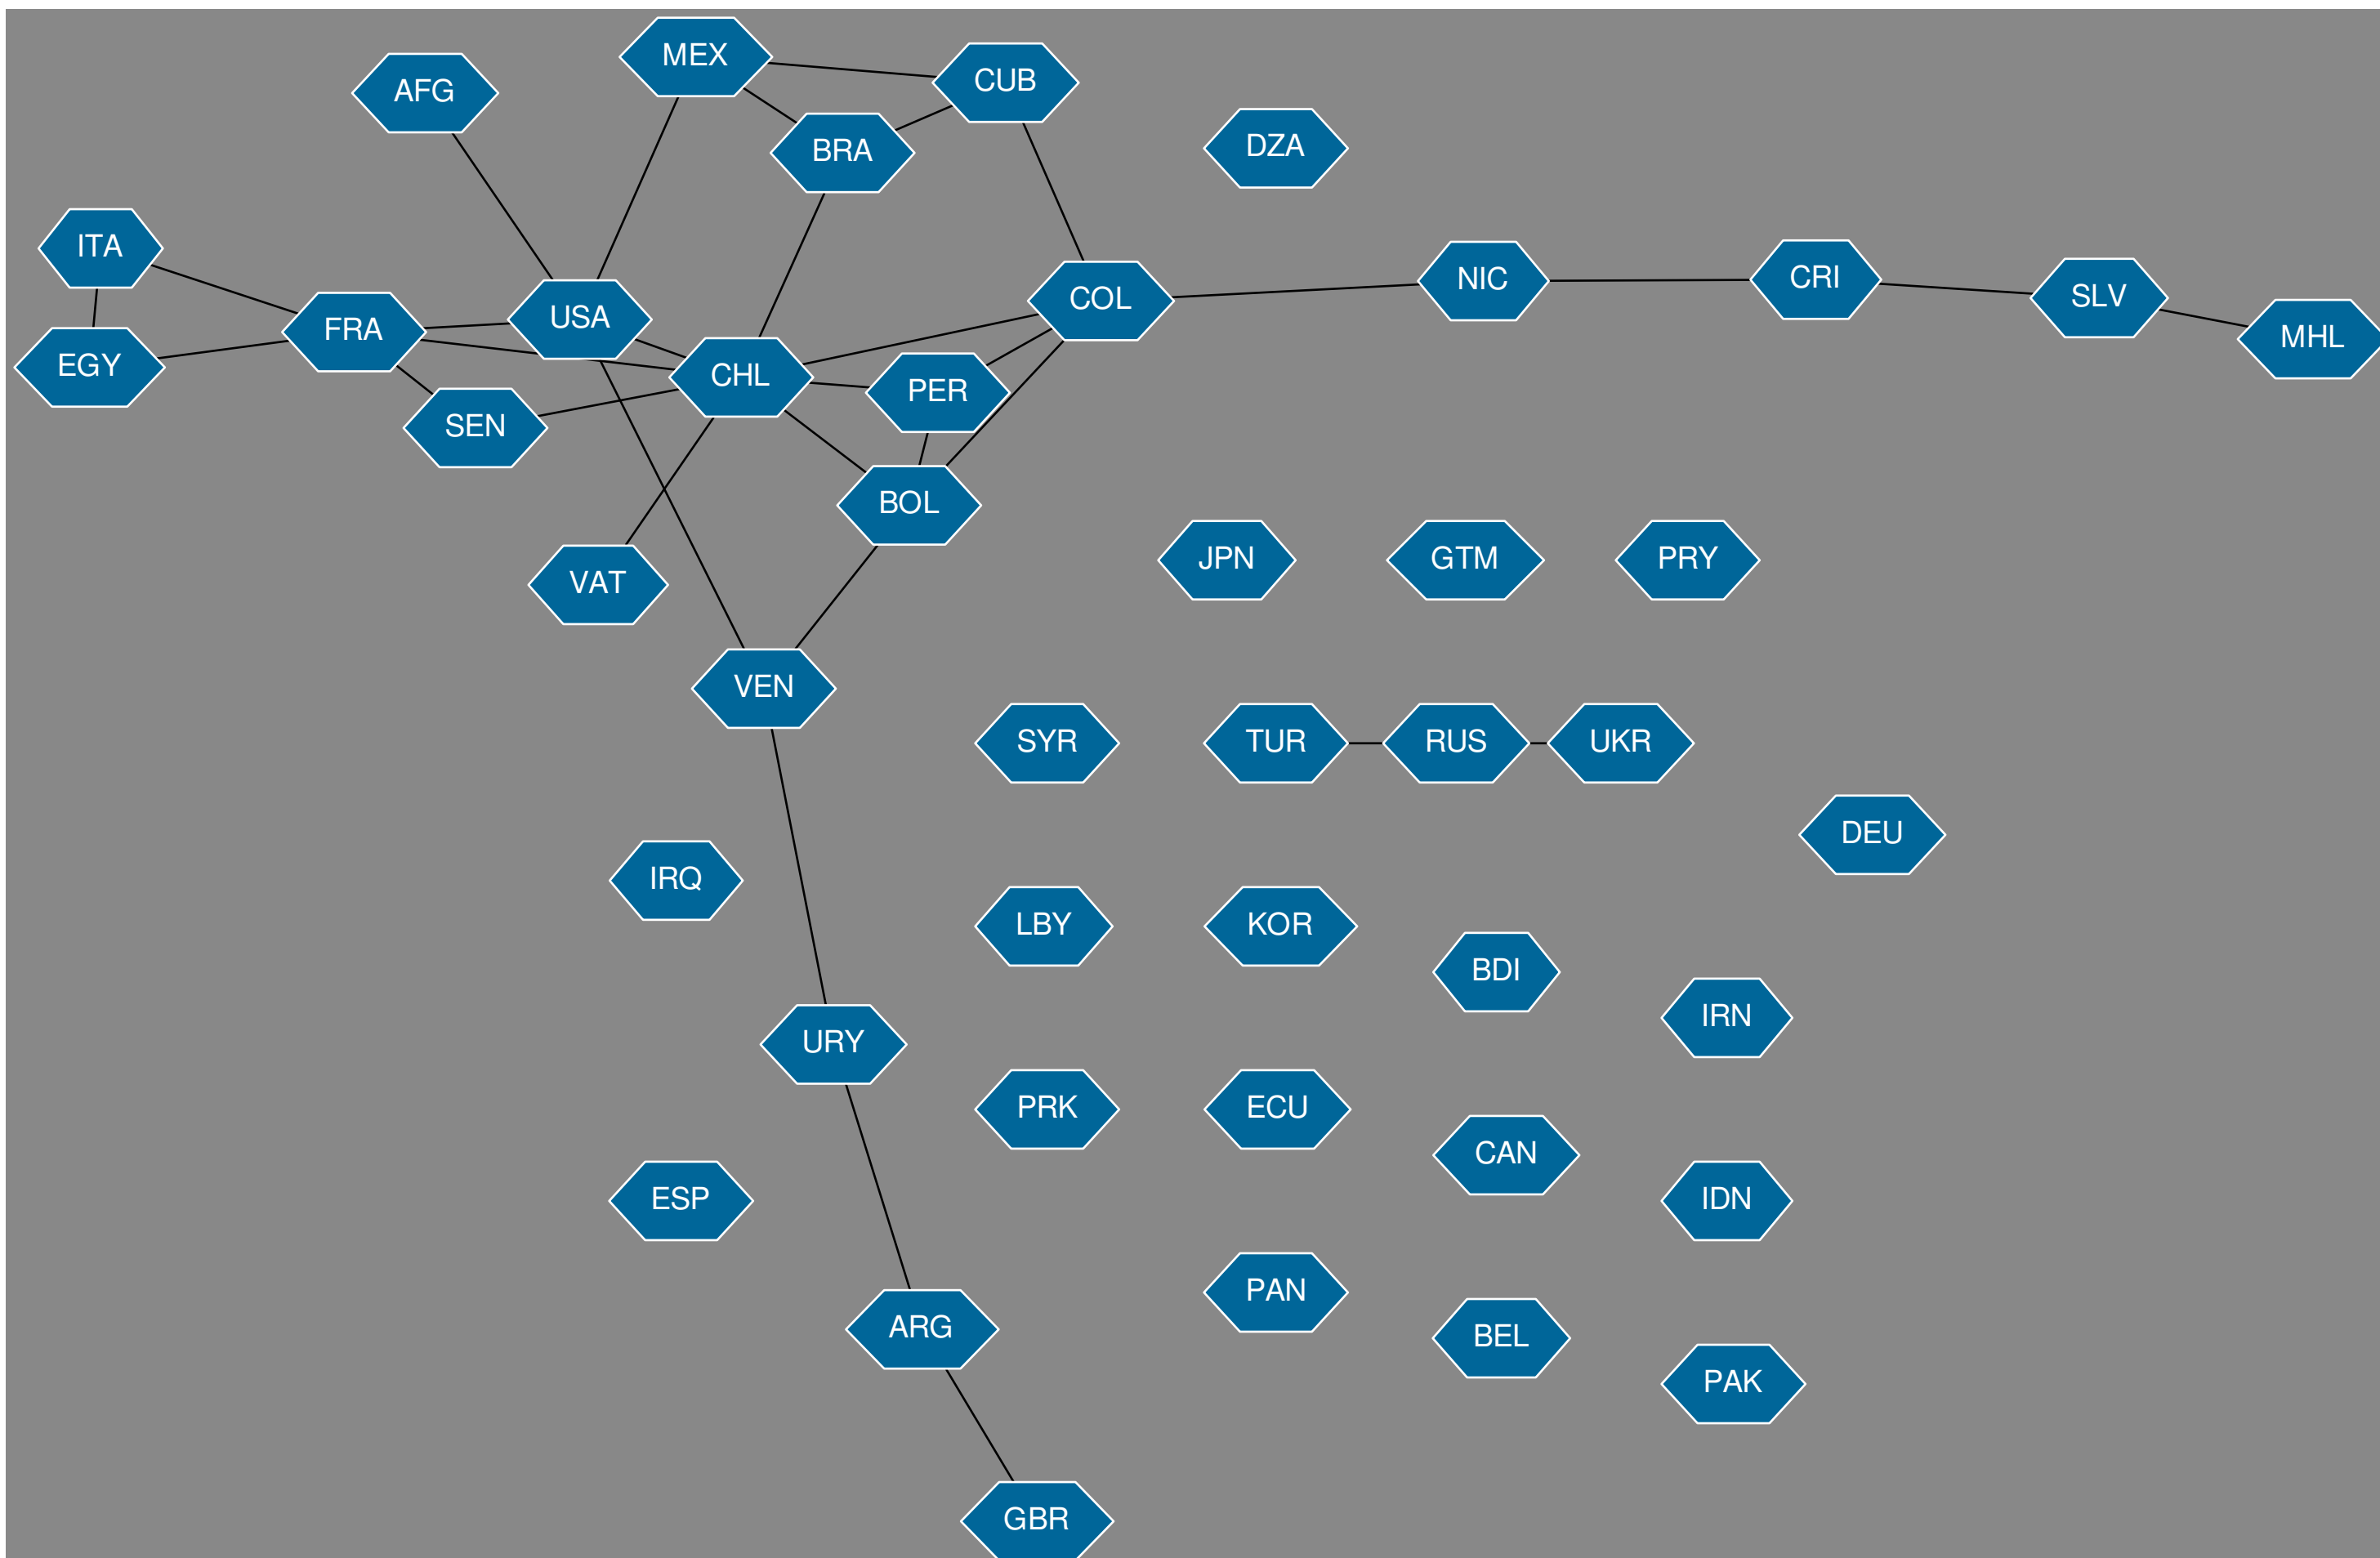 MEX
CUB
AFG
BRA
DZA
ITA
NIC
CRI
SLV
COL
USA
FRA
MHL
EGY
CHL
PER
SEN
BOL
JPN
GTM
PRY
VAT
VEN
SYR
TUR
RUS
UKR
DEU
IRQ
LBY
KOR
BDI
IRN
URY
PRK
ECU
CAN
ESP
IDN
PAN
ARG
BEL
PAK
GBR